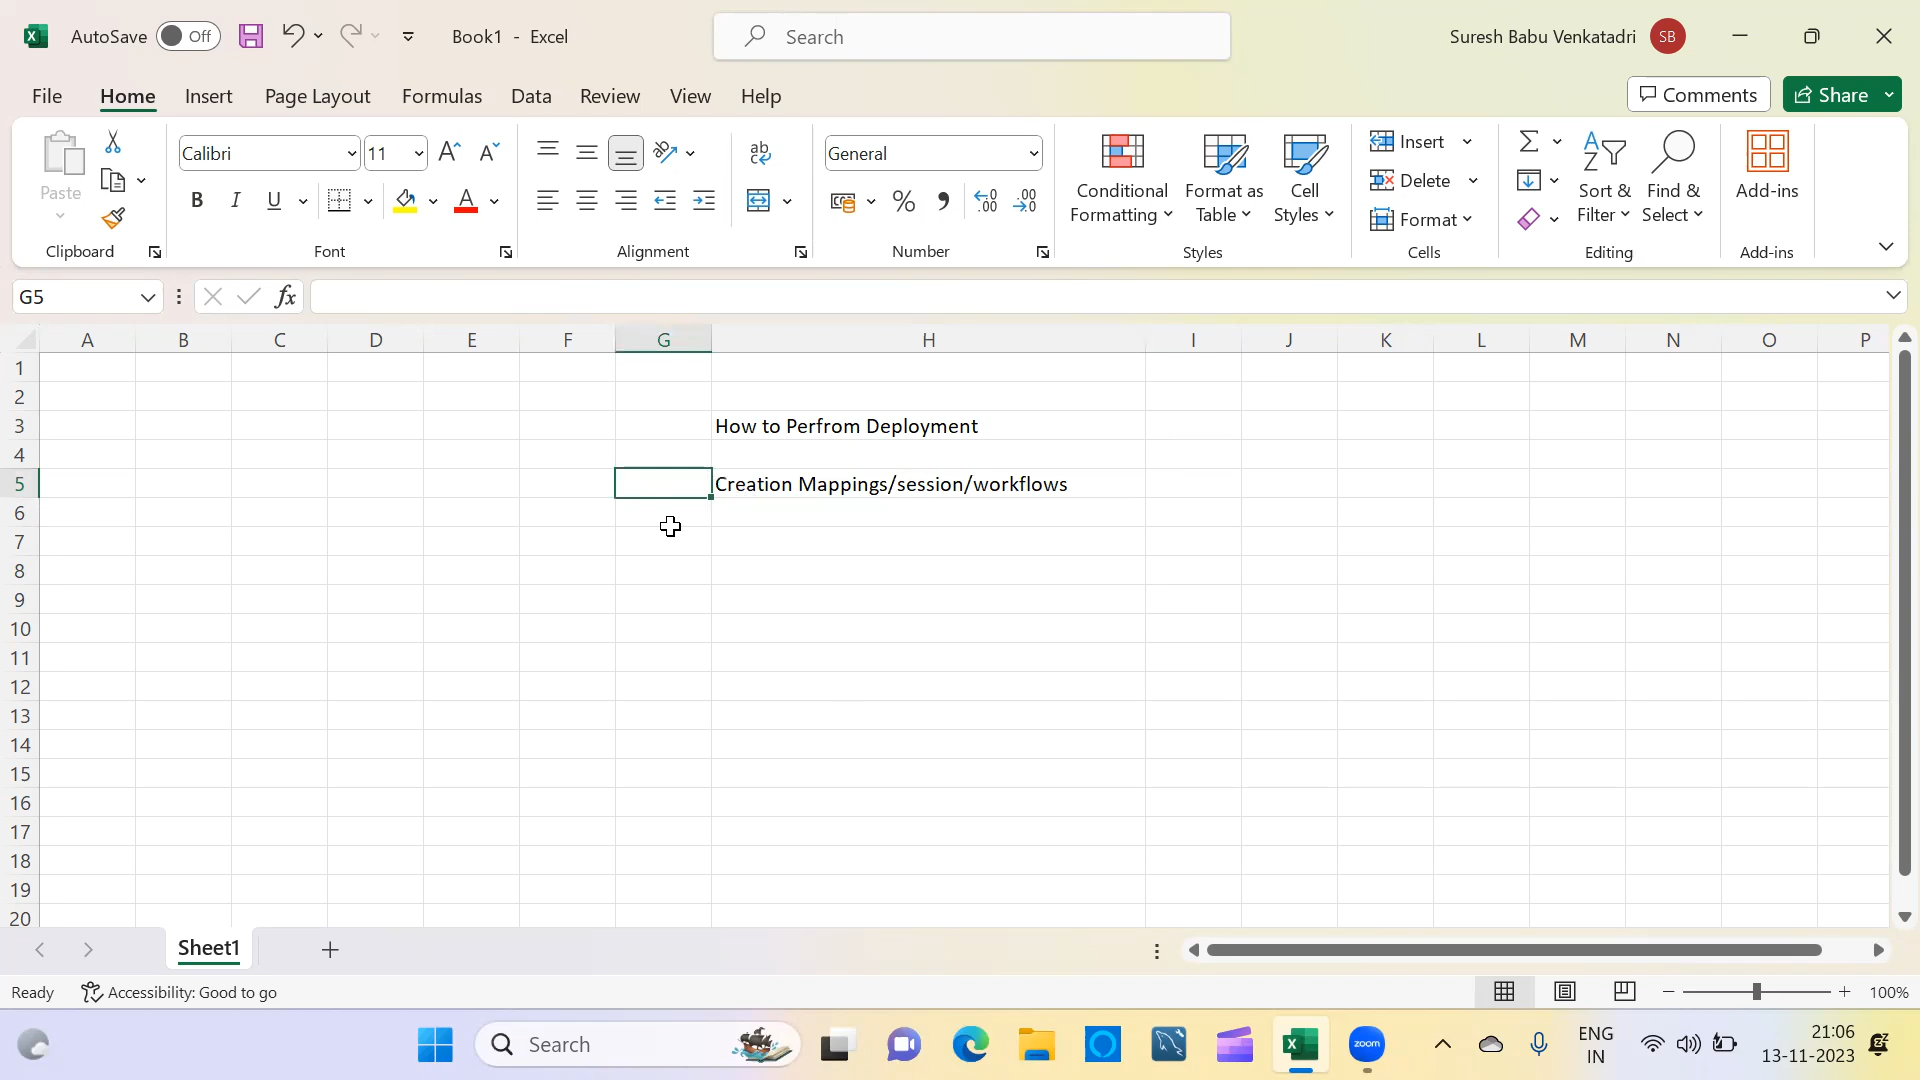 AutoSave Off Book1 - Excel Search Suresh Babu Venkatadri SB
File Home Insert Page Layout Formulas Data Review View Help Comments Share
Paste Calibri 11 General Conditional Formatting Format as Table Cell Styles Insert Delete Format Sort & Filter Find & Select Add-ins
Clipboard Font Alignment Number Styles Cells Editing Add-ins
G5 fx
A B C D E F G H I J K L M N O P
1
2
3 How to Perfrom Deployment
4
5 Creation Mappings/session/workflows
6
7
8
9
10
11
12
13
14
15
16
17
18
19
20
Sheet1
Ready Accessibility: Good to go 100%
Search zoom ENG IN 21:06 13-11-2023